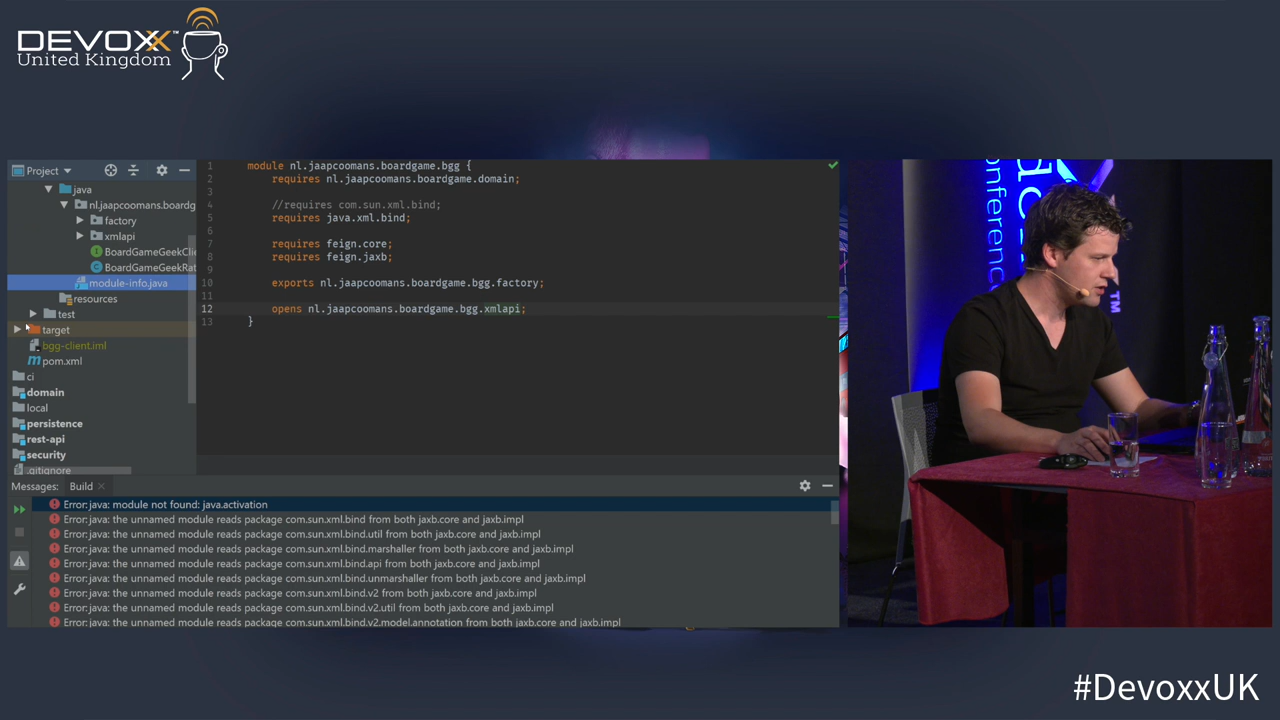 DEVOXX™
United Kingdom
Project
java
nl.jaapcoomans.boardg
factory
xmlapi
BoardGameGeekCli
BoardGameGeekRat
module-info.java
resources
test
target
bgg-client.iml
pom.xml
ci
domain
local
persistence
rest-api
security
.gitignore
1 module nl.jaapcoomans.boardgame.bgg {
2 requires nl.jaapcoomans.boardgame.domain;
3
4 //requires com.sun.xml.bind;
5 requires java.xml.bind;
6
7 requires feign.core;
8 requires feign.jaxb;
9
10 exports nl.jaapcoomans.boardgame.bgg.factory;
11
12 opens nl.jaapcoomans.boardgame.bgg.xmlapi;
13 }
Messages: Build
Error:java: module not found: java.activation
Error:java: the unnamed module reads package com.sun.xml.bind from both jaxb.core and jaxb.impl
Error:java: the unnamed module reads package com.sun.xml.bind.util from both jaxb.core and jaxb.impl
Error:java: the unnamed module reads package com.sun.xml.bind.marshaller from both jaxb.core and jaxb.impl
Error:java: the unnamed module reads package com.sun.xml.bind.api from both jaxb.core and jaxb.impl
Error:java: the unnamed module reads package com.sun.xml.bind.unmarshaller from both jaxb.core and jaxb.impl
Error:java: the unnamed module reads package com.sun.xml.bind.v2 from both jaxb.core and jaxb.impl
Error:java: the unnamed module reads package com.sun.xml.bind.v2.util from both jaxb.core and jaxb.impl
Error:java: the unnamed module reads package com.sun.xml.bind.v2.model.annotation from both jaxb.core and jaxb.impl
onferenc
TM
#DevoxxUK